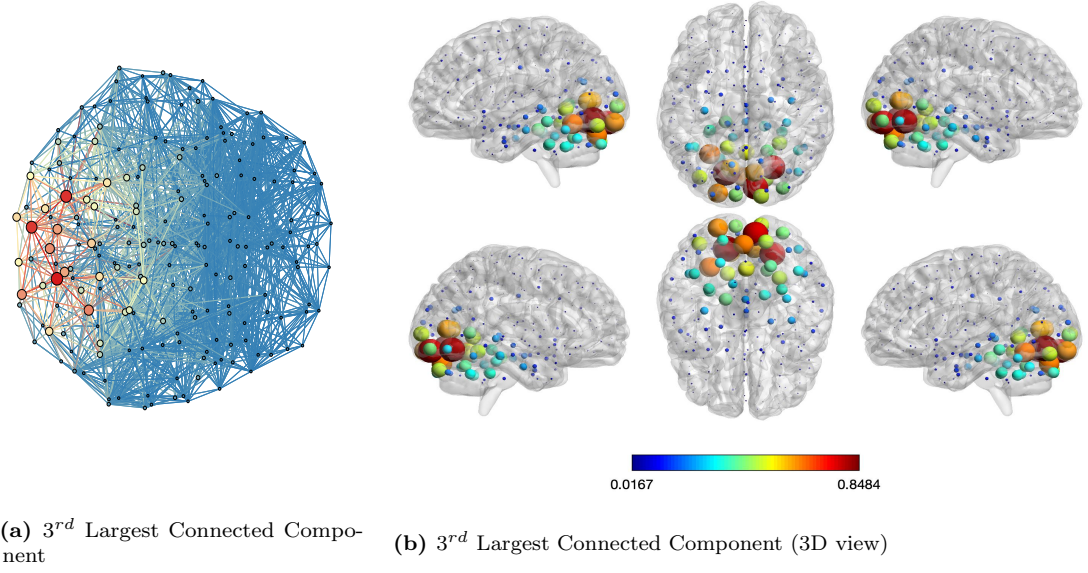 0.0167 0.8484
(a) 3rd Largest Connected Compo-
nent
(b) 3rd Largest Connected Component (3D view)